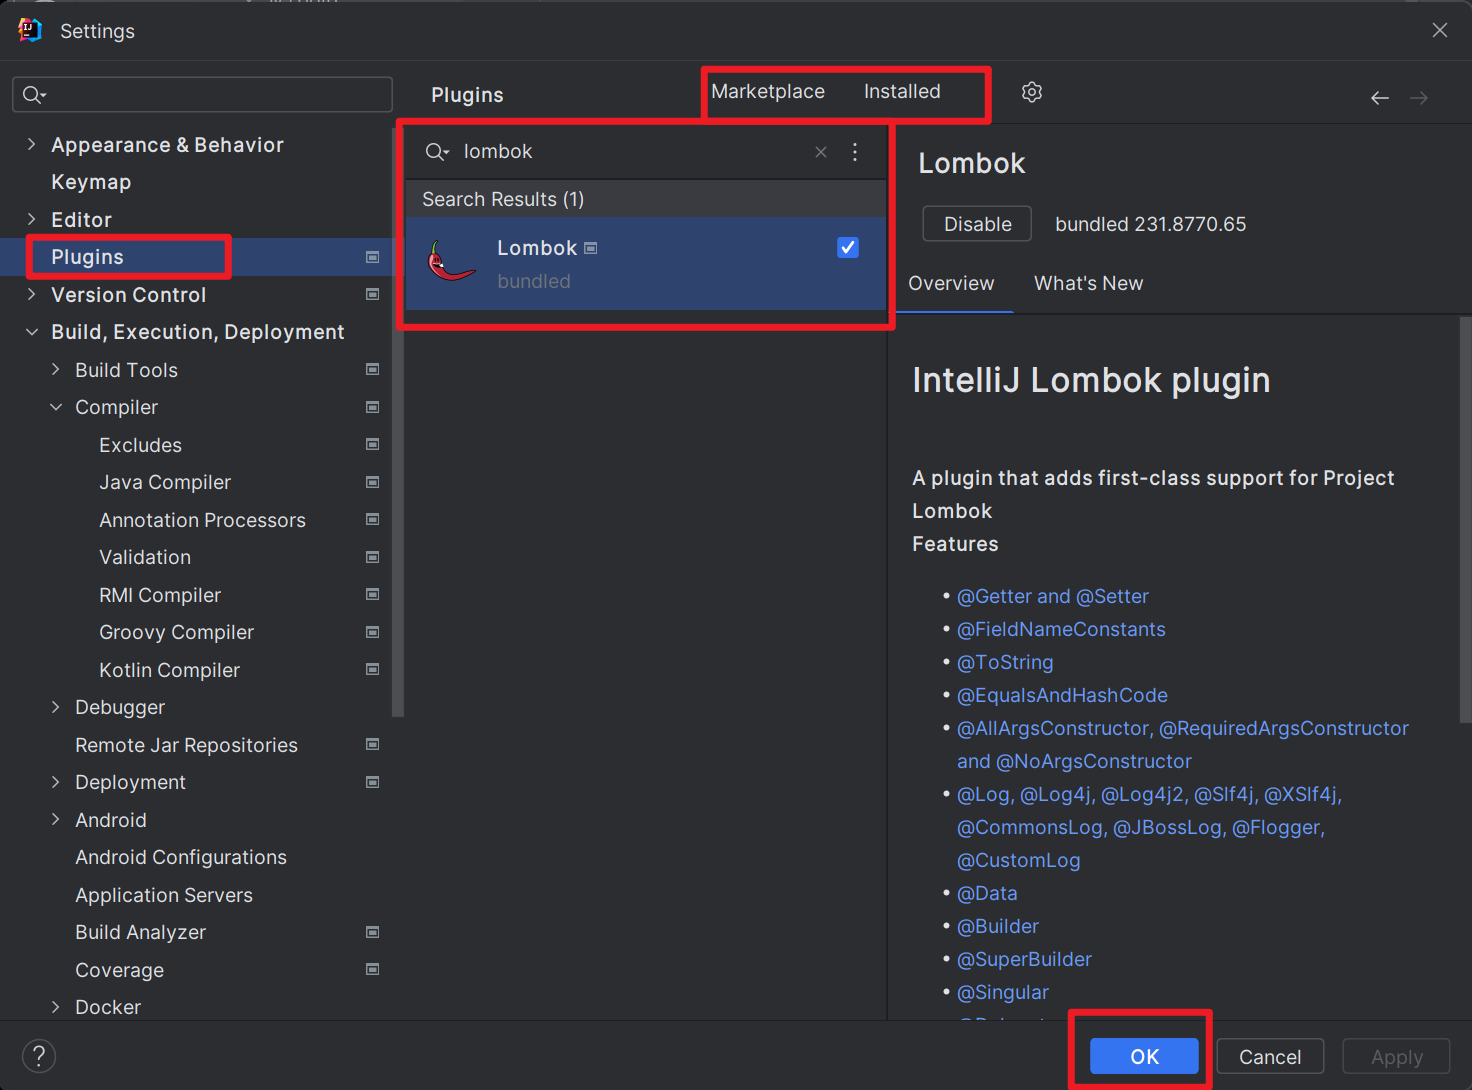 Settings
Plugins
Marketplace
Installed
Appearance & Behavior
Keymap
Editor
Plugins
Version Control
Build, Execution, Deployment
Build Tools
Compiler
Excludes
Java Compiler
Annotation Processors
Validation
RMI Compiler
Groovy Compiler
Kotlin Compiler
Debugger
Remote Jar Repositories
Deployment
Android
Android Configurations
Application Servers
Build Analyzer
Coverage
Docker
lombok
Search Results (1)
Lombok
bundled
Lombok
Disable
bundled 231.8770.65
Overview
What's New
IntelliJ Lombok plugin
A plugin that adds first-class support for Project
Lombok
Features
• @Getter and @Setter
• @FieldNameConstants
• @ToString
• @EqualsAndHashCode
• @AllArgsConstructor, @RequiredArgsConstructor
and @NoArgsConstructor
• @Log, @Log4j, @Log4j2, @Slf4j, @XSlf4j,
@CommonsLog, @JBossLog, @Flogger,
@CustomLog
• @Data
• @Builder
• @SuperBuilder
• @Singular
?
OK
Cancel
Apply